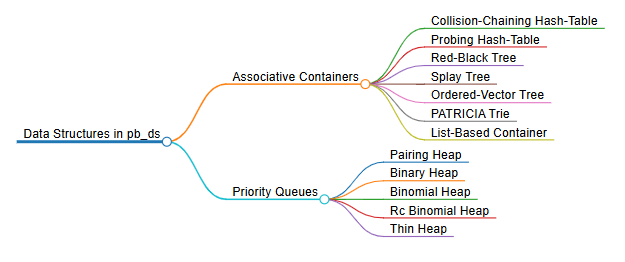 Data Structures in pb_ds
Associative Containers
Collision-Chaining Hash-Table
Probing Hash-Table
Red-Black Tree
Splay Tree
Ordered-Vector Tree
PATRICIA Trie
List-Based Container
Priority Queues
Pairing Heap
Binary Heap
Binomial Heap
Rc Binomial Heap
Thin Heap